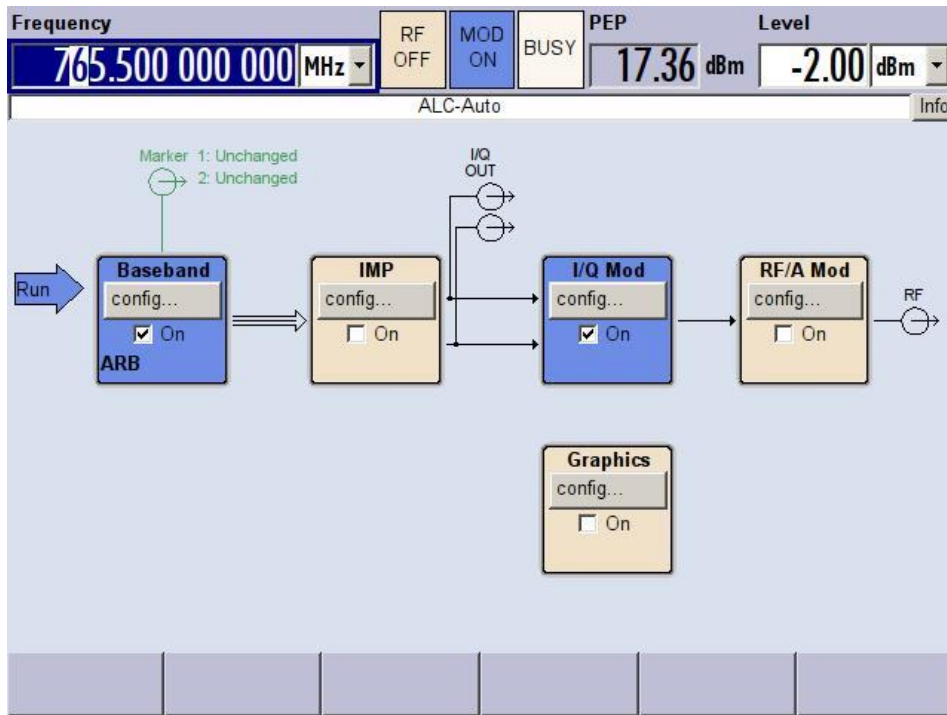 Frequency
765.500 000 000 MHz
RF OFF
MOD ON
BUSY
PEP
17.36 dBm
Level
-2.00 dBm
ALC-Auto
Info
Marker 1: Unchanged
2: Unchanged
I/Q
OUT
Run
Baseband
config...
On
ARB
IMP
config...
On
I/Q Mod
config...
On
RF/A Mod
config...
On
RF
Graphics
config...
On